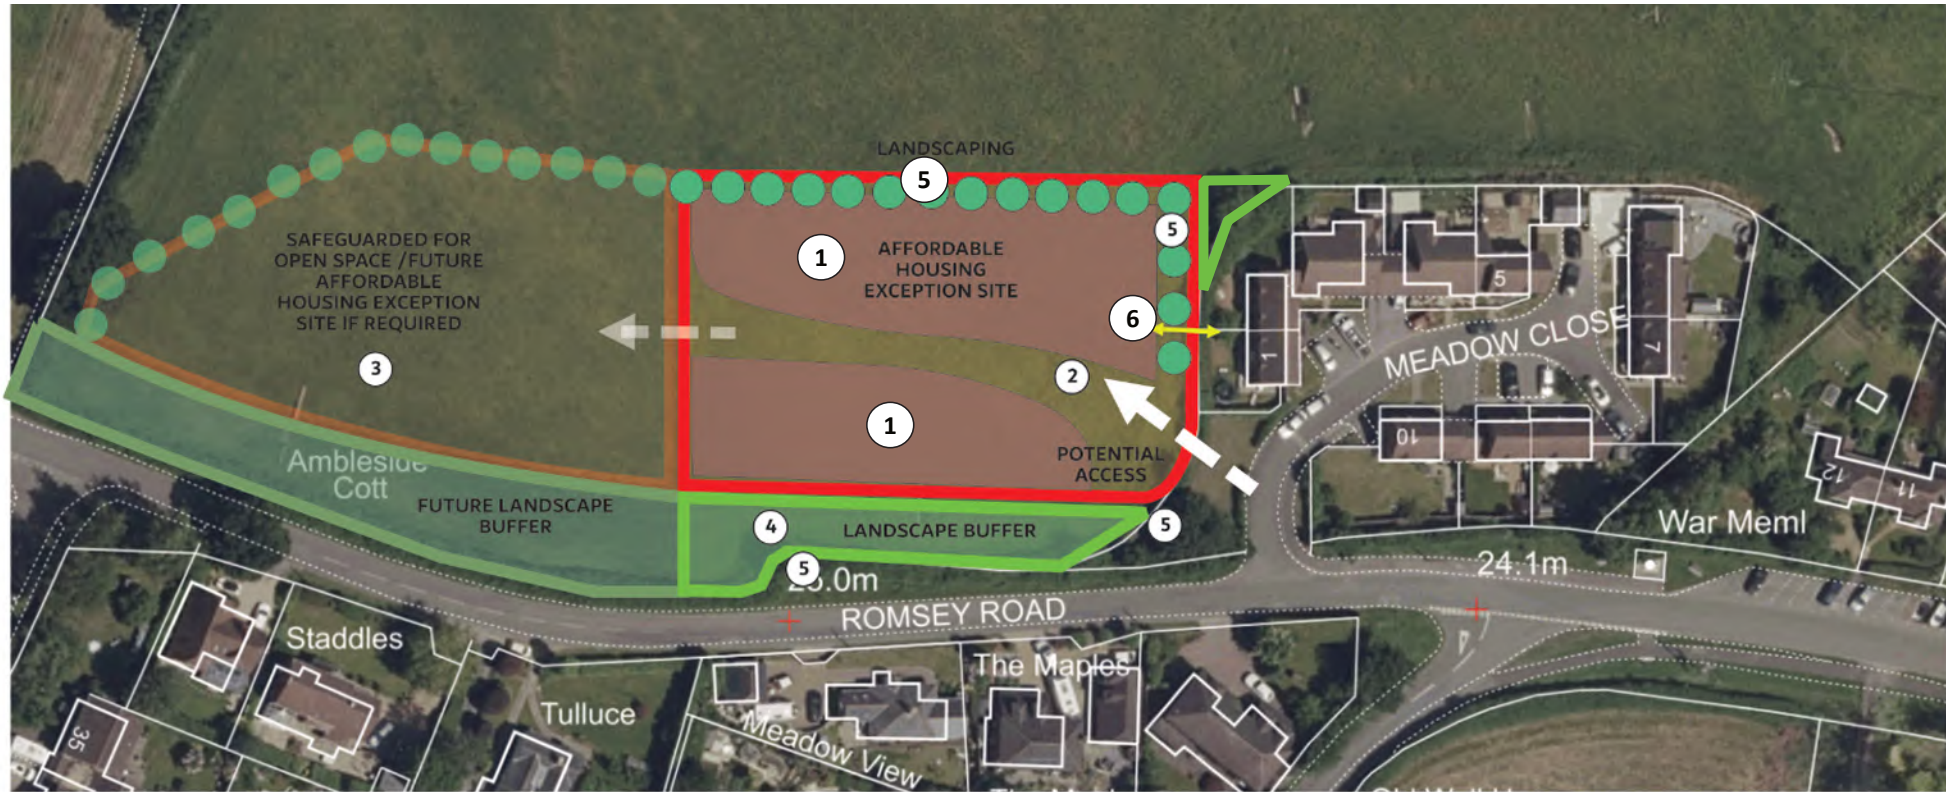 LANDSCAPING
5
5
SAFEGUARDED FOR
OPEN SPACE /FUTURE
AFFORDABLE
HOUSING EXCEPTION
SITE IF REQUIRED
3
1
AFFORDABLE
HOUSING
EXCEPTION SITE
6
2
1
POTENTIAL
ACCESS
5
1
7
MEADOW CLOSE
10
12
11
Ambleside
Cott
FUTURE LANDSCAPE
BUFFER
4
LANDSCAPE BUFFER
5
5
War Meml
24.1m
ROMSEY ROAD
Staddles
The Maples
Tulluce
Meadow View
35